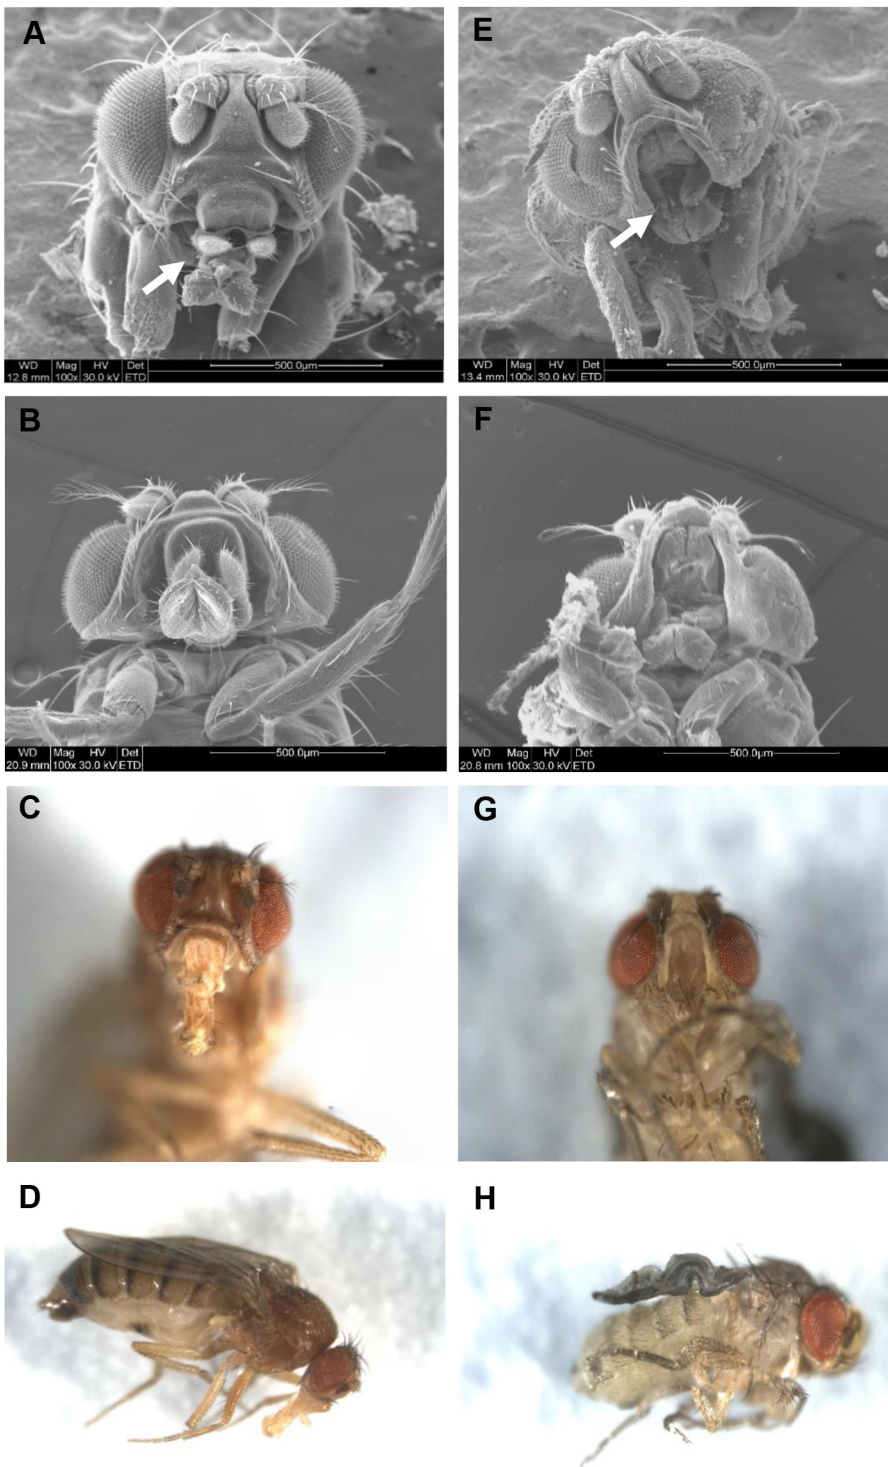 A
WD Mag HV Det 500.0µm
12.8 mm 100x 30.0 kV ETD
E
WD Mag HV Det 500.0µm
13.4 mm 100x 30.0 kV ETD
B
WD Mag HV Det 500.0µm
20.9 mm 100x 30.0 kV ETD
F
WD Mag HV Det 500.0µm
20.8 mm 100x 30.0 kV ETD
C
G
D
H